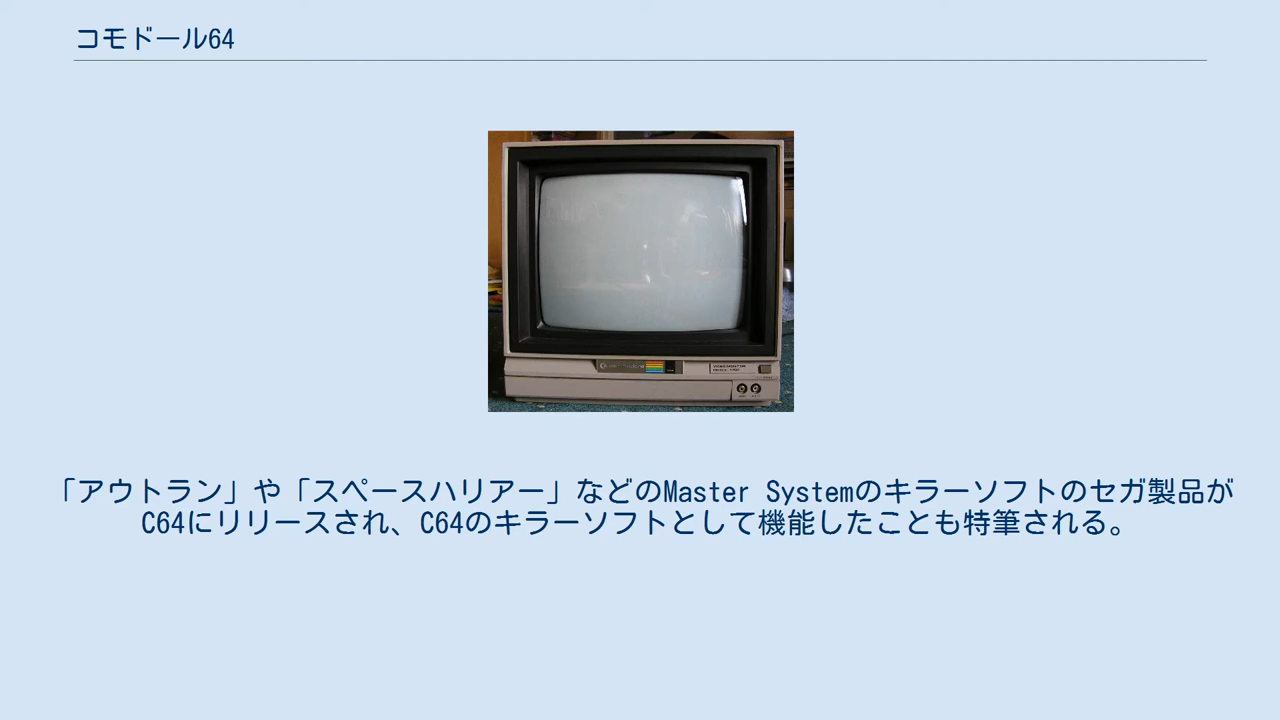 コモドール64
「アウトラン」や「スペースハリアー」などのMaster Systemのキラーソフトのセガ製品が
C64にリリースされ、C64のキラーソフトとして機能したことも特筆される。